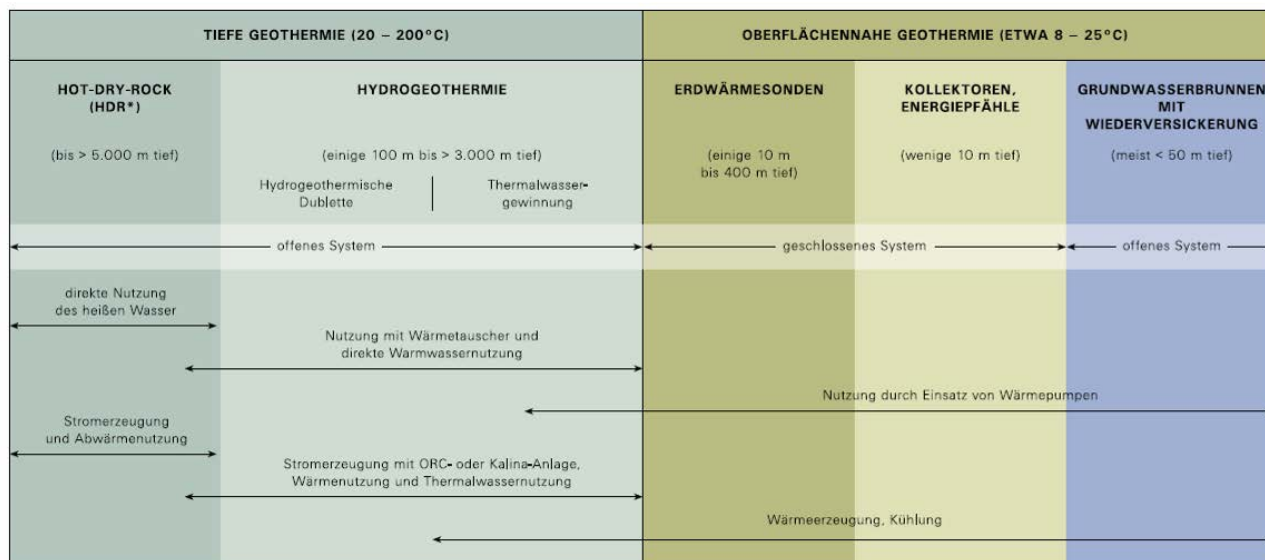 TIEFE GEOTHERMIE (20 – 200°C)
OBERFLÄCHENNAHE GEOTHERMIE (ETWA 8 – 25°C)
HOT-DRY-ROCK
(HDR*)
(bis > 5.000 m tief)
HYDROGEOTHERMIE
(einige 100 m bis > 3.000 m tief)
Hydrogeothermische
Dublette
Thermalwasser-
gewinnung
ERDWÄRMESONDEN
(einige 10 m
bis 400 m tief)
KOLLEKTOREN,
ENERGIEPFÄHLE
(wenige 10 m tief)
GRUNDWASSERBRUNNEN
MIT
WIEDERVERSICKERUNG
(meist < 50 m tief)
offenes System
geschlossenes System
offenes System
direkte Nutzung
des heißen Wasser
Nutzung mit Wärmetauscher und
direkte Warmwassernutzung
Nutzung durch Einsatz von Wärmepumpen
Stromerzeugung
und Abwärmenutzung
Stromerzeugung mit ORC- oder Kalina-Anlage,
Wärmenutzung und Thermalwassernutzung
Wärmeerzeugung, Kühlung